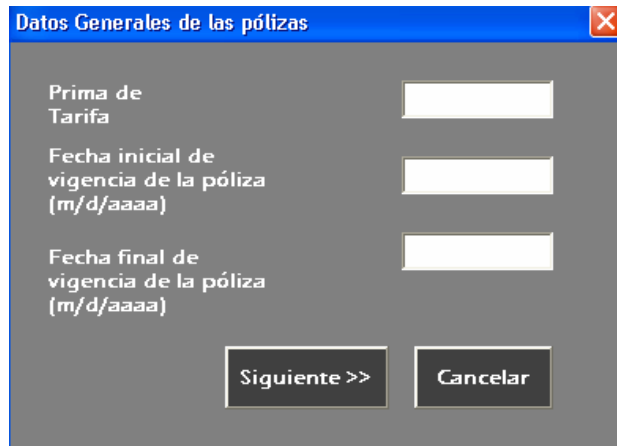 Datos Generales de las pólizas
Prima de
Tarifa
Fecha inicial de
vigencia de la póliza
(m/d/aaaa)
Fecha final de
vigencia de la póliza
(m/d/aaaa)
Siguiente >>
Cancelar